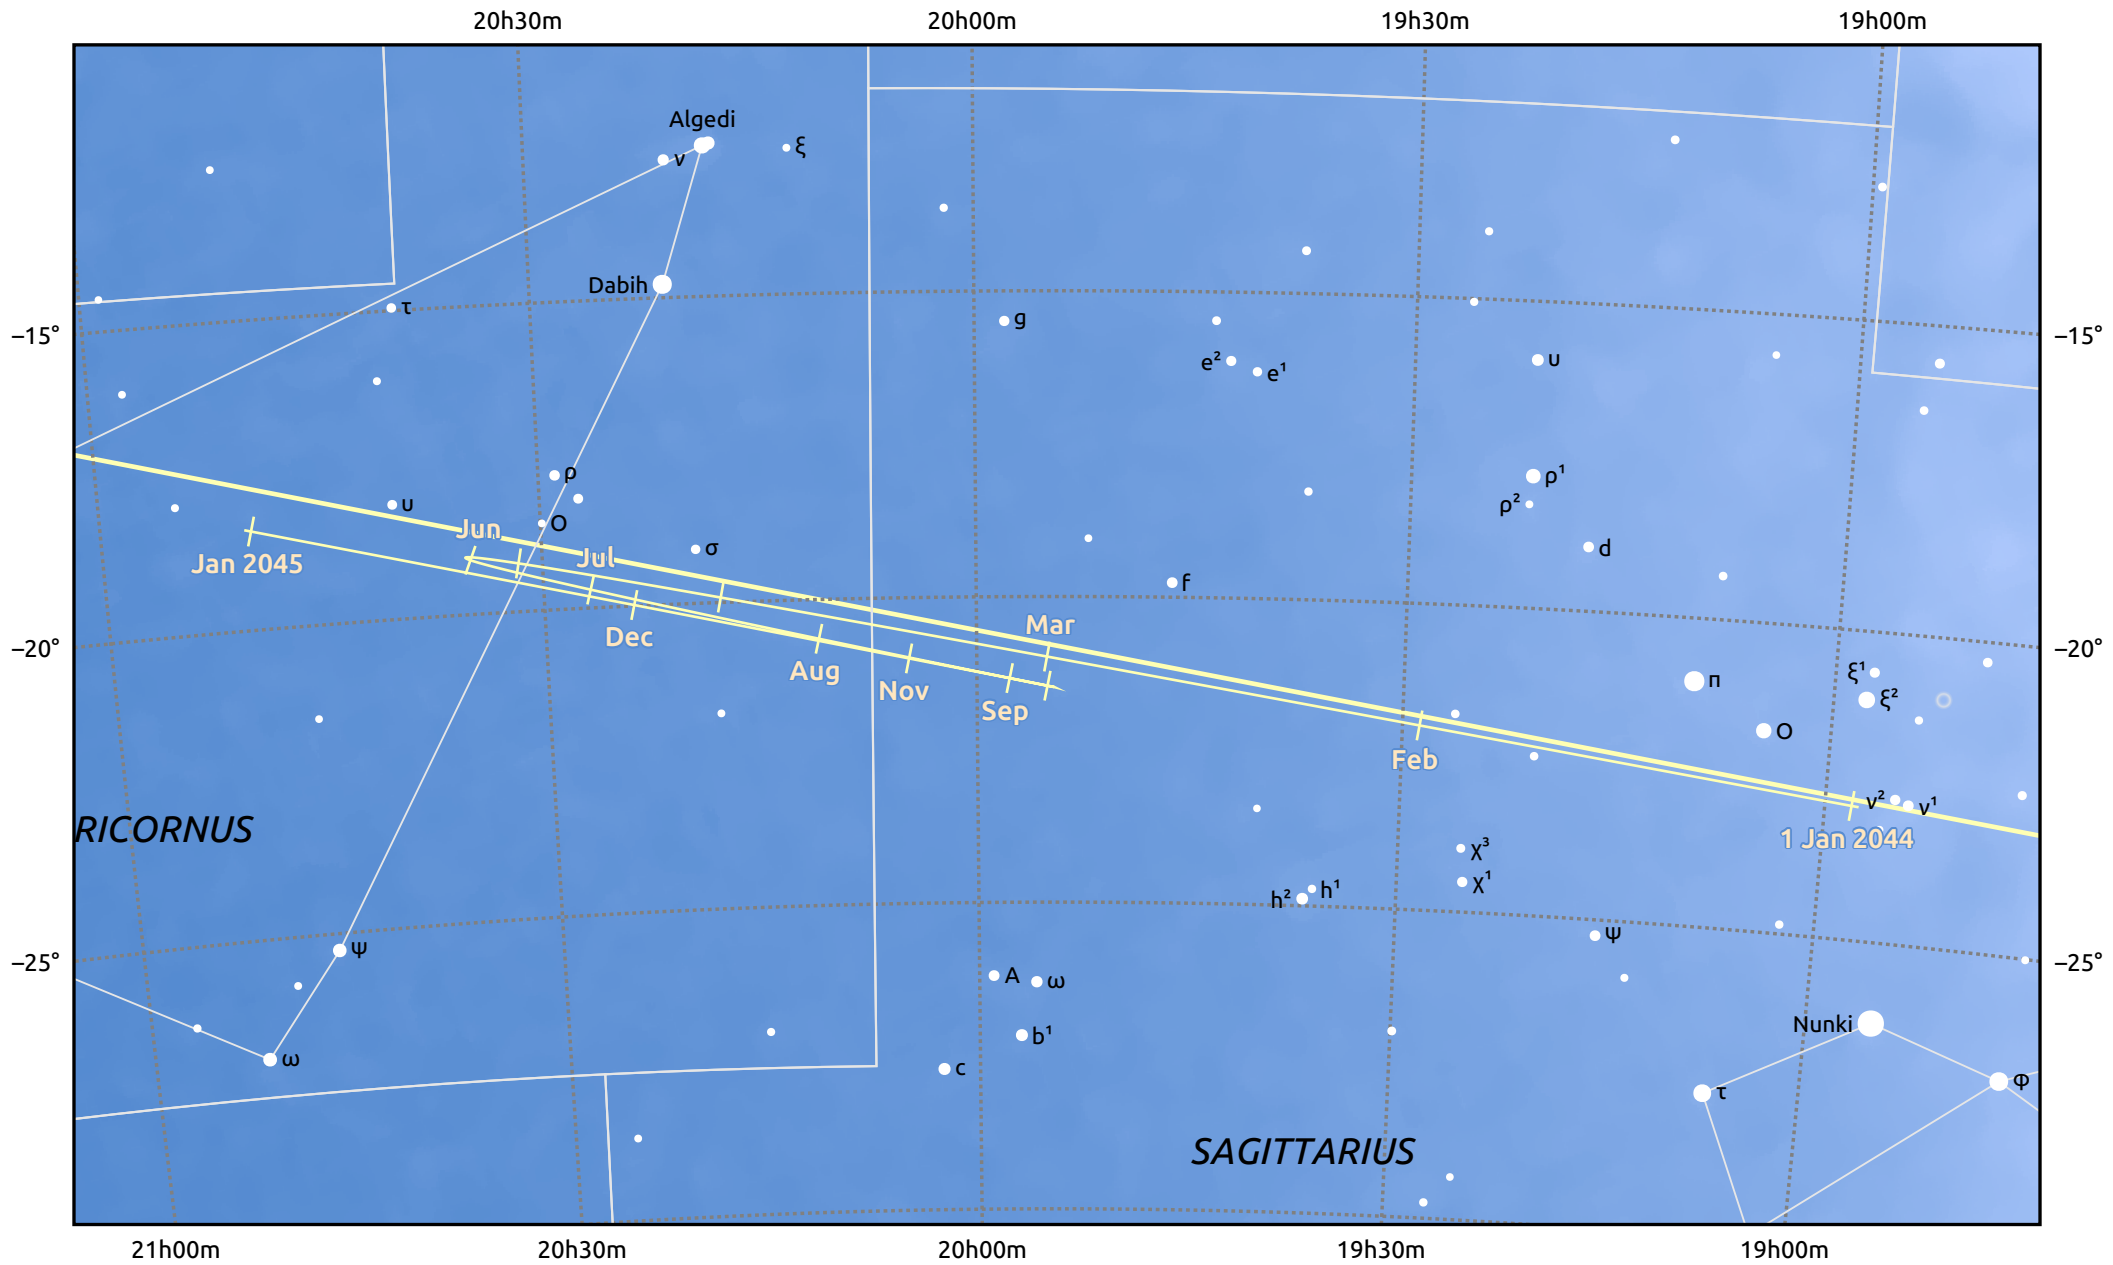 20h30m 20h00m 19h30m 19h00m
Algedi
ν
ξ
Dabih
τ
g
−15°
−15°
e² e¹
υ
ρ
ρ¹
υ
ρ²
Jun
Ο
σ
d
Jul
Jan 2045
f
Mar
Dec
−20°
−20°
Aug
ξ¹
π
Nov
ξ²
Sep
Ο
Feb
ν² ν¹
RICORNUS
1 Jan 2044
χ³
χ¹
h² h¹
ψ
ψ
−25°
−25°
A ω
Nunki
b¹
ω
c
φ
τ
SAGITTARIUS
21h00m 20h30m 20h00m 19h30m 19h00m